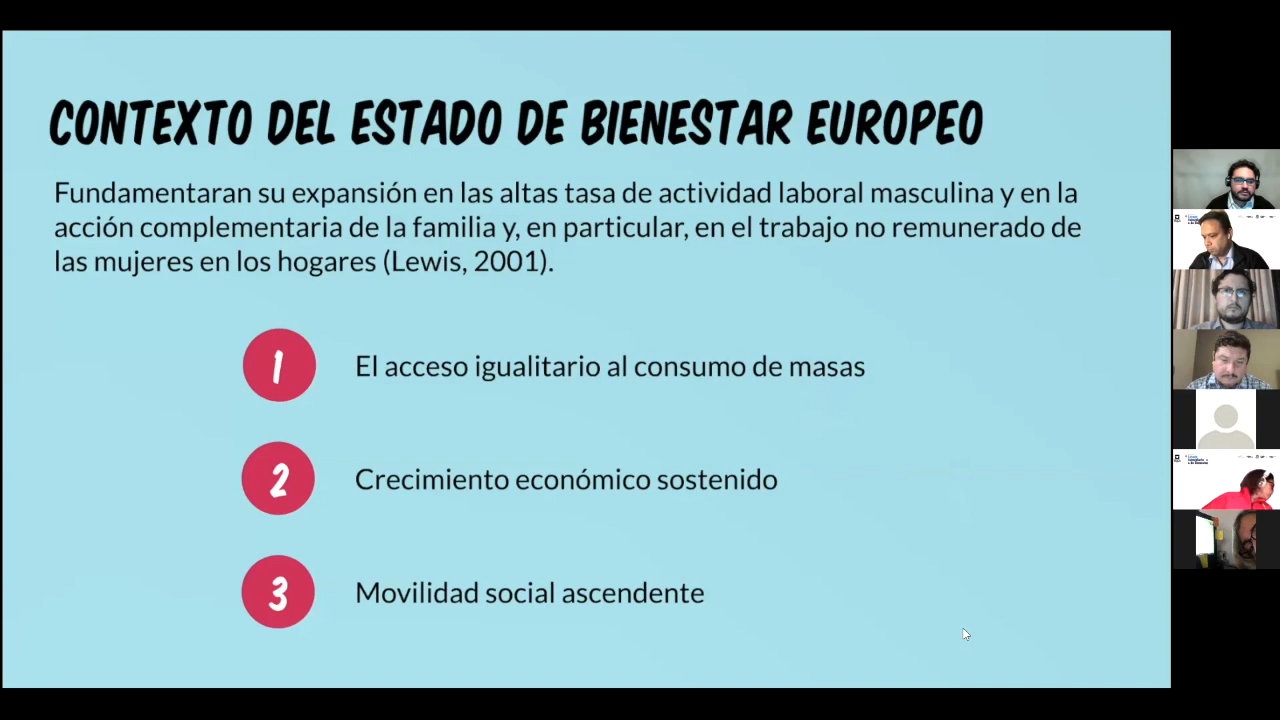 CONTEXTO DEL ESTADO DE BIENESTAR EUROPEO
Fundamentaran su expansión en las altas tasa de actividad laboral masculina y en la
acción complementaria de la familia y, en particular, en el trabajo no remunerado de
las mujeres en los hogares (Lewis, 2001).
1 El acceso igualitario al consumo de masas
2 Crecimiento económico sostenido
3 Movilidad social ascendente